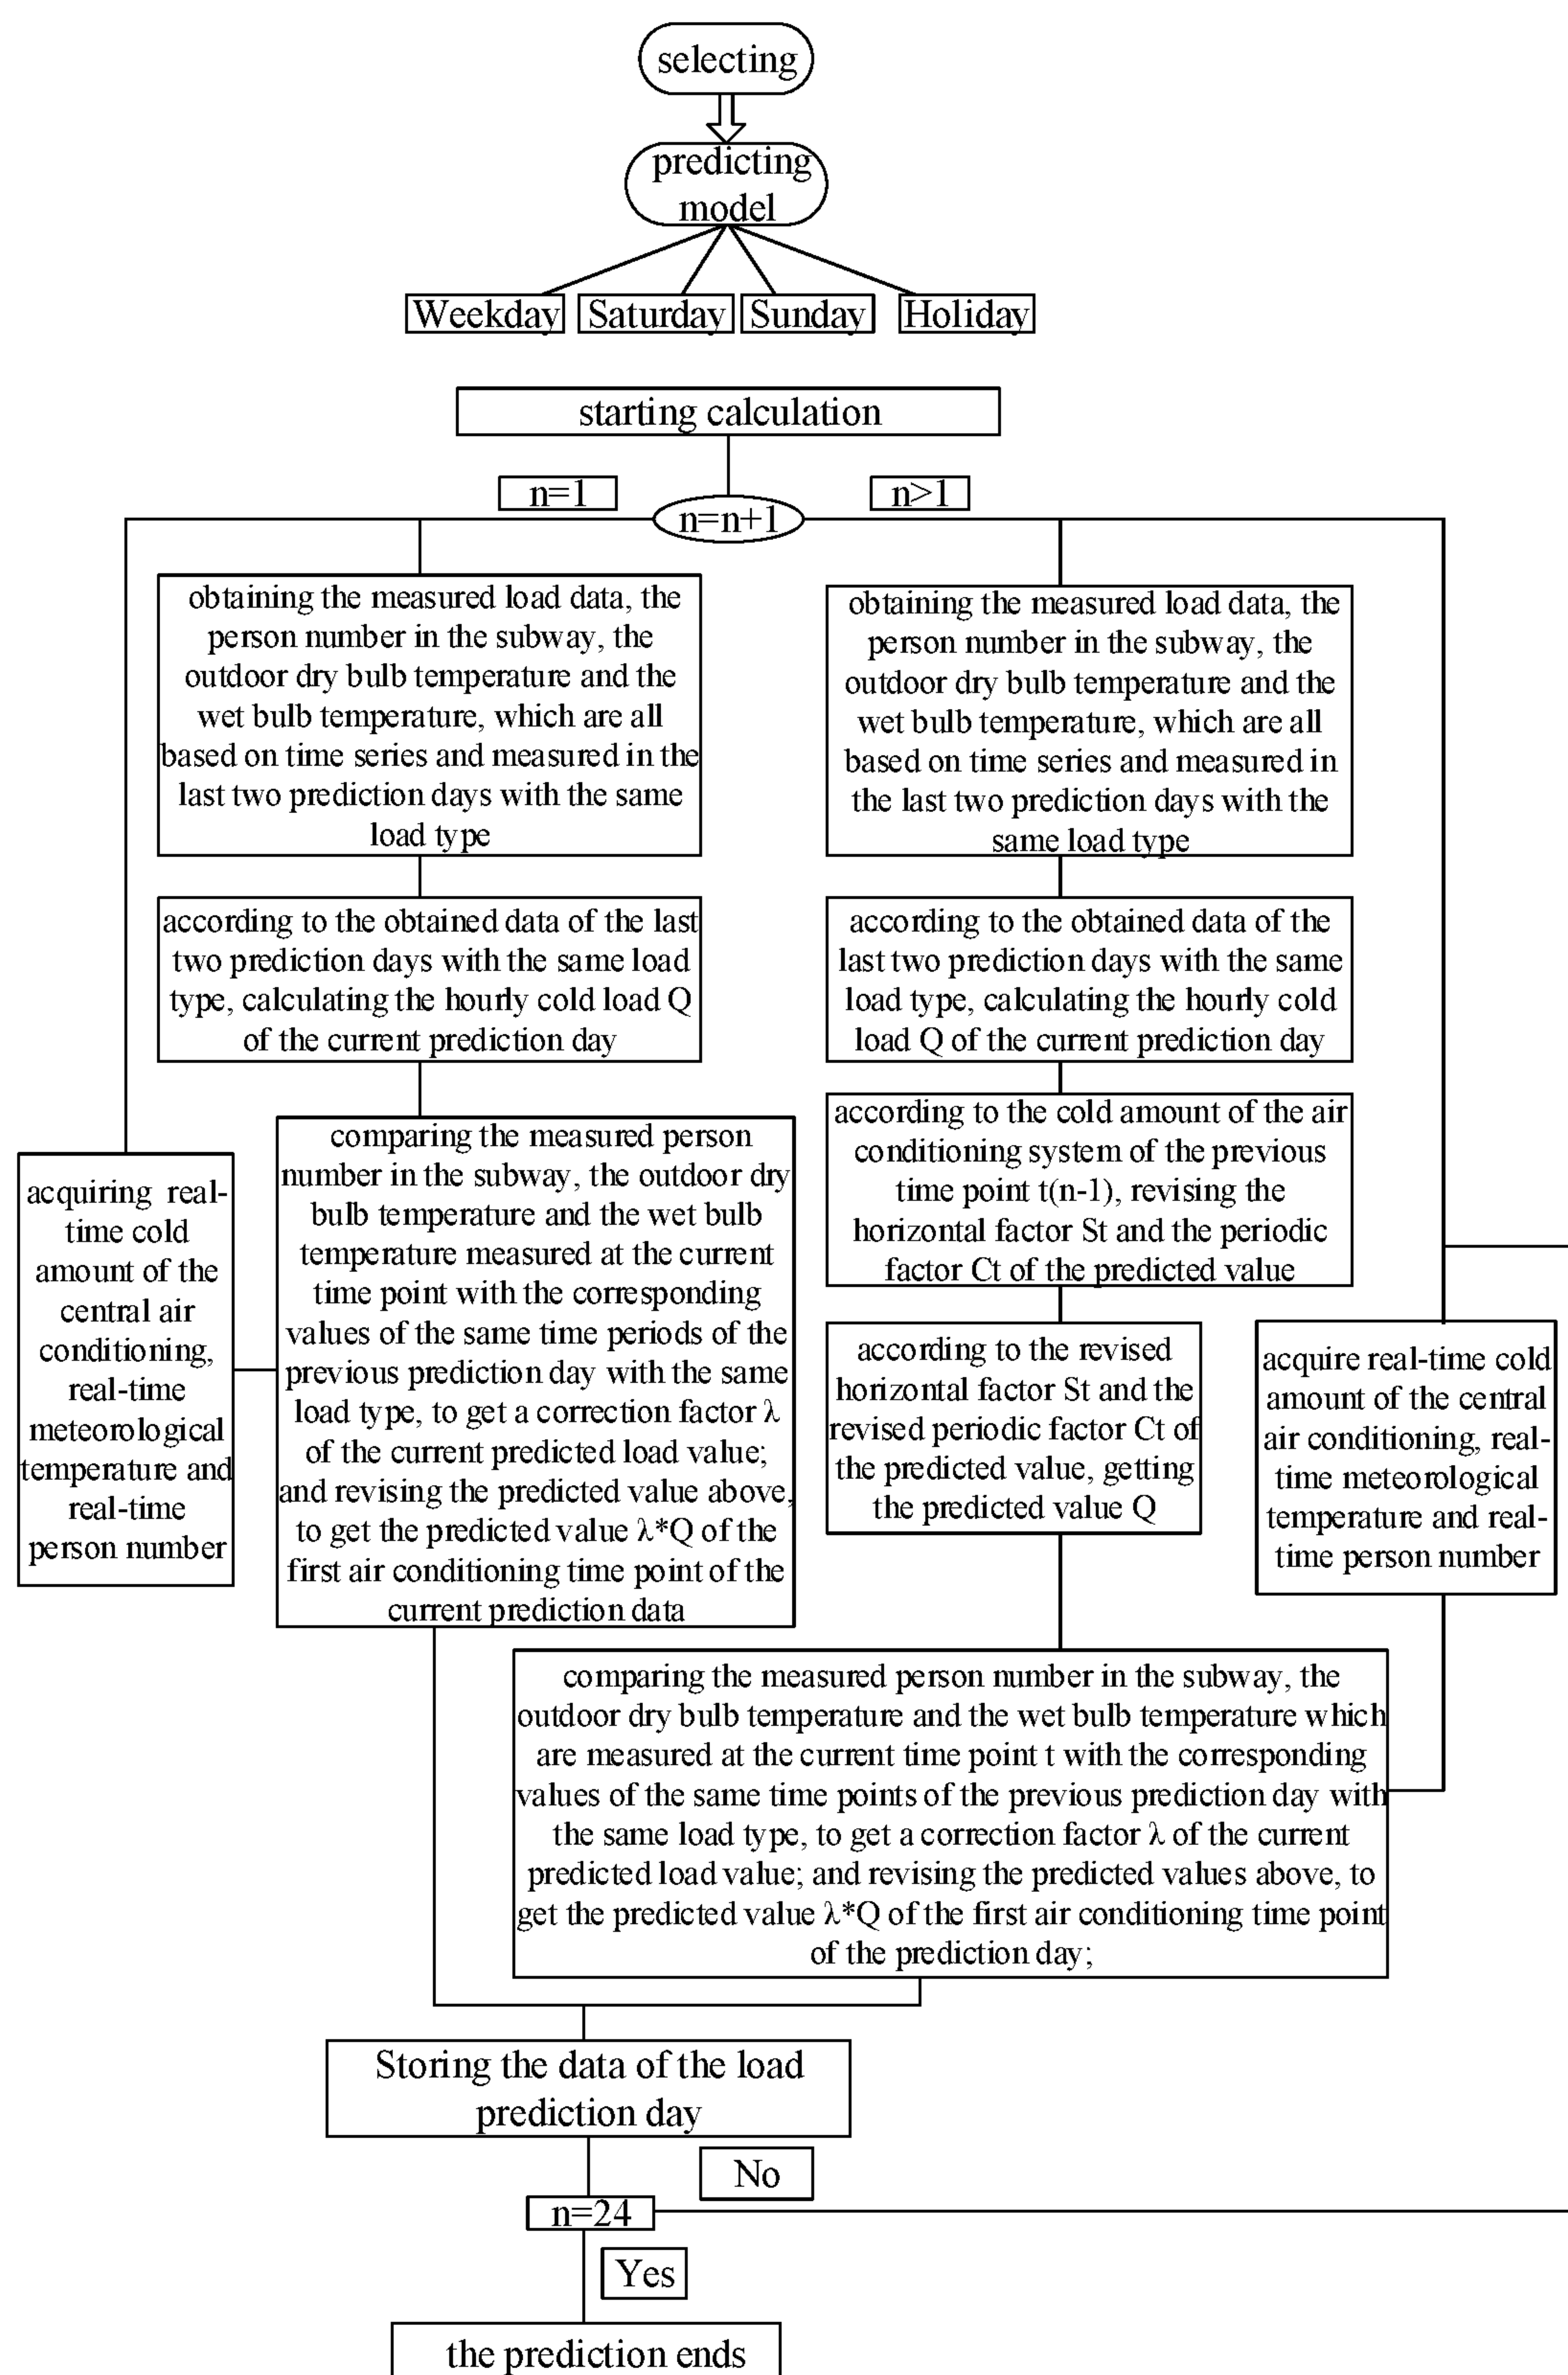 selecting
predicting
model
Weekday
Saturday
Sunday
Holiday
starting calculation
n=1
n=n+1
n>1
obtaining the measured load data, the
person number in the subway, the
outdoor dry bulb temperature and the
wet bulb temperature, which are all
based on time series and measured in the
last two prediction days with the same
load type
obtaining the measured load data, the
person number in the subway, the
outdoor dry bulb temperature and the
wet bulb temperature, which are all
based on time series and measured in
the last two prediction days with the
same load type
according to the obtained data of the last
two prediction days with the same load
type, calculating the hourly cold load Q
of the current prediction day
according to the obtained data of the
last two prediction days with the same
load type, calculating the hourly cold
load Q of the current prediction day
acquiring real-
time cold
amount of the
central air
conditioning,
real-time
meteorological
temperature and
real-time
person number
comparing the measured person
number in the subway, the outdoor dry
bulb temperature and the wet bulb
temperature measured at the current
time point with the corresponding
values of the same time periods of the
previous prediction day with the same
load type, to get a correction factor λ
of the current predicted load value;
and revising the predicted value above,
to get the predicted value λ*Q of the
first air conditioning time point of the
current prediction data
according to the cold amount of the air
conditioning system of the previous
time point t(n-1), revising the
horizontal factor St and the periodic
factor Ct of the predicted value
according to the revised
horizontal factor St and the
revised periodic factor Ct of
the predicted value, getting
the predicted value Q
acquire real-time cold
amount of the central
air conditioning, real-
time meteorological
temperature and real-
time person number
comparing the measured person number in the subway, the
outdoor dry bulb temperature and the wet bulb temperature which
are measured at the current time point t with the corresponding
values of the same time points of the previous prediction day with
the same load type, to get a correction factor λ of the current
predicted load value; and revising the predicted values above, to
get the predicted value λ*Q of the first air conditioning time point
of the prediction day;
Storing the data of the load
prediction day
No
n=24
Yes
the prediction ends